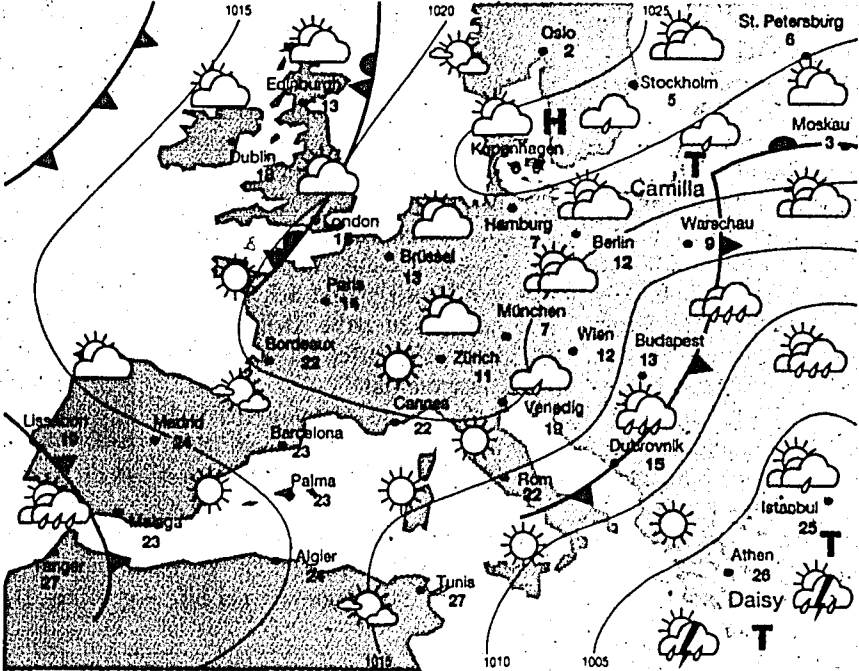 1015
1020
1025
Oslo
2
St. Petersburg
6
Stockholm
5
Edinburgh
13
H
Moskau
3
Kopenhagen
Dublin
T
Camilla
London
Hamburg
7
Berlin
12
Warschau
9
Brüssel
13
Paris
München
7
Bordeaux
22
Zürich
11
Wien
12
Budapest
13
Cannes
22
Venedig
Lissabon
Madrid
24
Barcelona
23
Dubrovnik
15
Palma
23
Rom
22
Malaga
23
Istanbul
25
T
Tanger
27
Algier
24
Tunis
27
Athen
26
Daisy
T
1015
1010
1005